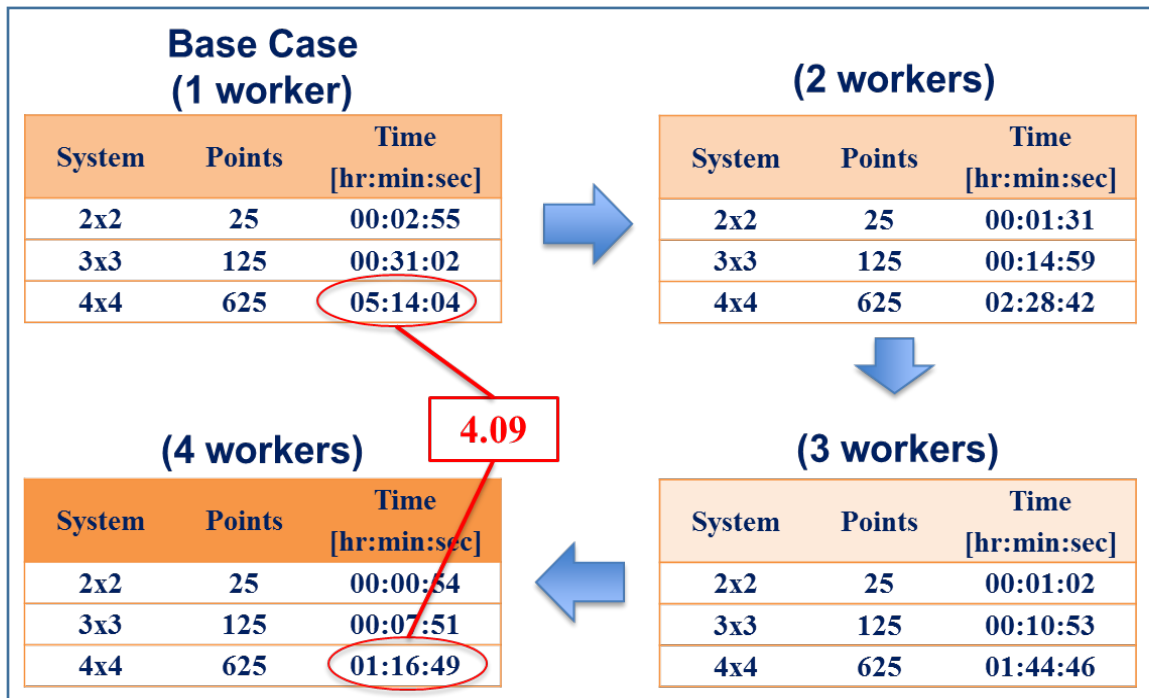 Base Case
(1 worker)
System Points Time
[hr:min:sec]
2x2 25 00:02:55
3x3 125 00:31:02
4x4 625 05:14:04
(2 workers)
System Points Time
[hr:min:sec]
2x2 25 00:01:31
3x3 125 00:14:59
4x4 625 02:28:42
4.09
(4 workers)
System Points Time
[hr:min:sec]
2x2 25 00:00:54
3x3 125 00:07:51
4x4 625 01:16:49
(3 workers)
System Points Time
[hr:min:sec]
2x2 25 00:01:02
3x3 125 00:10:53
4x4 625 01:44:46